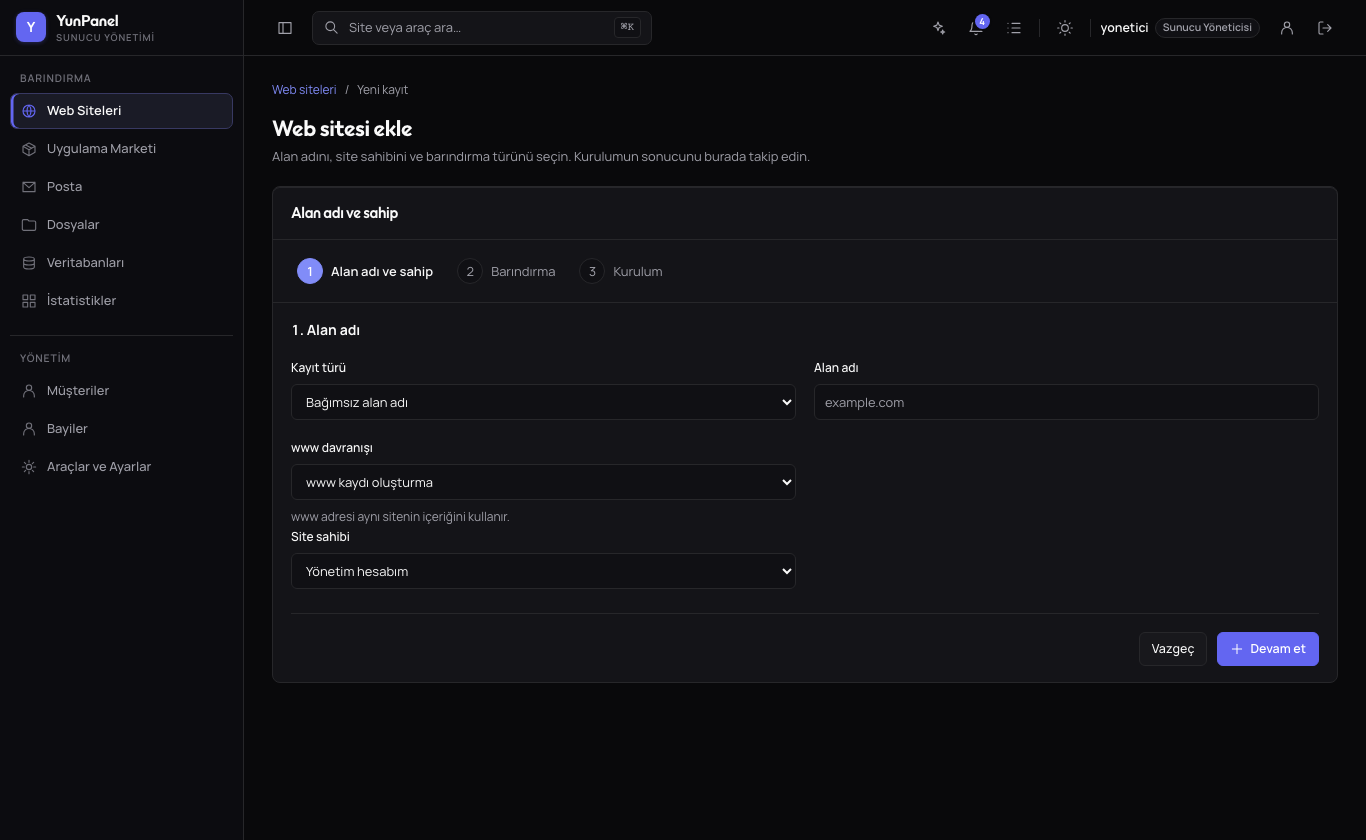 Y
YunPanel
SUNUCU YÖNETİMİ
Site veya araç ara...
⌘K
4
yonetici
Sunucu Yöneticisi
BARINDIRMA
Web Siteleri
Uygulama Marketi
Posta
Dosyalar
Veritabanları
İstatistikler
YÖNETİM
Müşteriler
Bayiler
Araçlar ve Ayarlar
Web siteleri / Yeni kayıt
Web sitesi ekle
Alan adını, site sahibini ve barındırma türünü seçin. Kurulumun sonucunu burada takip edin.
Alan adı ve sahip
1 Alan adı ve sahip 2 Barındırma 3 Kurulum
1. Alan adı
Kayıt türü
Bağımsız alan adı
Alan adı
example.com
www davranışı
www kaydı oluşturma
www adresi aynı sitenin içeriğini kullanır.
Site sahibi
Yönetim hesabım
Vazgeç
Devam et